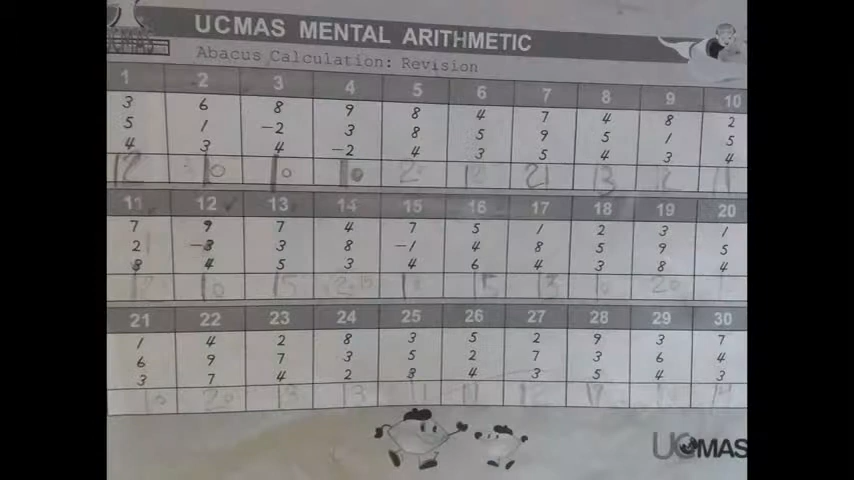 UCMAS MENTAL ARITHMETIC
Abacus Calculation: Revision
1 2 3 4 5 6 7 8 9 10
3 6 8 9 8 4 7 4 8 2
5 1 -2 3 8 5 9 5 1 5
4 3 4 -2 4 3 5 4 3 4
12 10 10 10 20 12 21 13 12
11 12 13 14 15 16 17 18 19 20
7 9 7 4 7 5 1 2 3 1
2 -3 3 8 -1 4 8 5 9 5
3 4 5 3 4 6 4 3 8 4
12 10 15 15 10 15 13 10 20
21 22 23 24 25 26 27 28 29 30
1 4 2 8 3 5 2 9 3 7
6 9 7 3 5 2 7 3 6 4
3 7 4 2 3 4 3 5 4 3
10 20 13 13 11 11 12 17 14
UCMAS